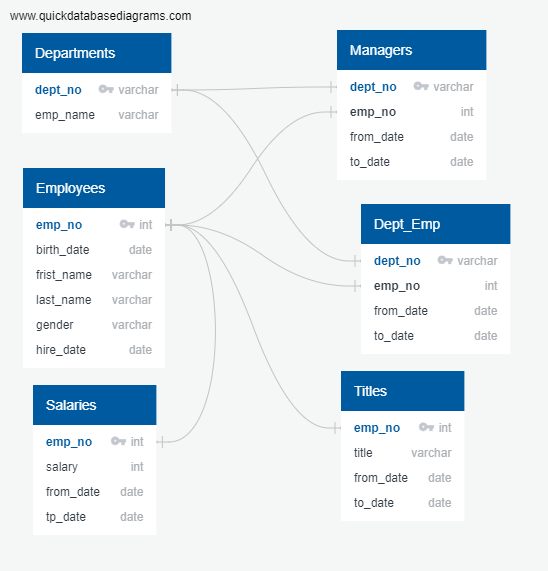 www.quickdatabasediagrams.com
Departments
dept_no varchar
emp_name varchar
Managers
dept_no varchar
emp_no int
from_date date
to_date date
Employees
emp_no int
birth_date date
frist_name varchar
last_name varchar
gender varchar
hire_date date
Dept_Emp
dept_no varchar
emp_no int
from_date date
to_date date
Salaries
emp_no int
salary int
from_date date
tp_date date
Titles
emp_no int
title varchar
from_date date
to_date date